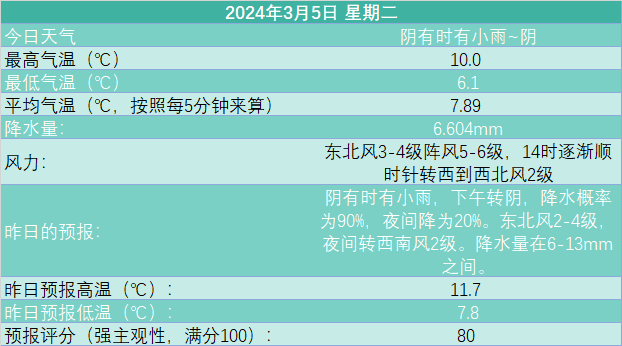 2024年3月5日 星期二
今日天气 阴有时有小雨~阴
最高气温（℃） 10.0
最低气温（℃） 6.1
平均气温（℃，按照每5分钟来算） 7.89
降水量： 6.604mm
风力： 东北风3-4级阵风5-6级，14时逐渐顺
时针转西到西北风2级
昨日的预报： 阴有时有小雨，下午转阴，降水概率
为90%，夜间降为20%。东北风2-4级，
夜间转西南风2级。降水量在6-13mm
之间。
昨日预报高温（℃）： 11.7
昨日预报低温（℃）： 7.8
预报评分（强主观性，满分100）： 80